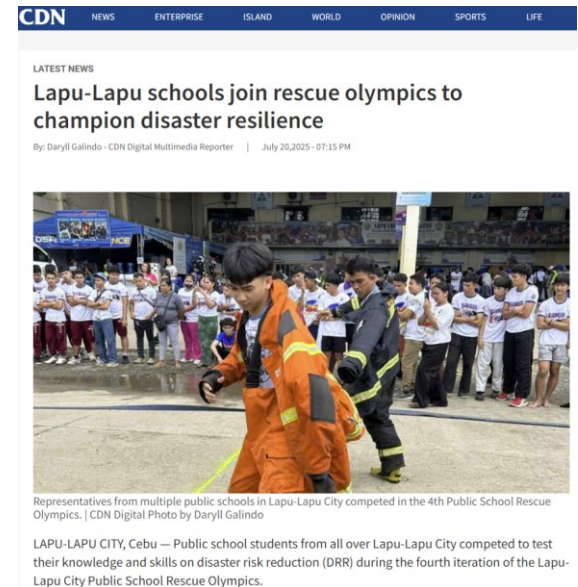 CDN NEWS ENTERPRISE ISLAND WORLD OPINION SPORTS LIFE
LATEST NEWS
Lapu-Lapu schools join rescue olympics to
champion disaster resilience
By: Daryll Galindo - CDN Digital Multimedia Reporter | July 20,2025 - 07:15 PM
Representatives from multiple public schools in Lapu-Lapu City competed in the 4th Public School Rescue
Olympics. | CDN Digital Photo by Daryll Galindo
LAPU-LAPU CITY, Cebu — Public school students from all over Lapu-Lapu City competed to test
their knowledge and skills on disaster risk reduction (DRR) during the fourth iteration of the Lapu-
Lapu City Public School Rescue Olympics.